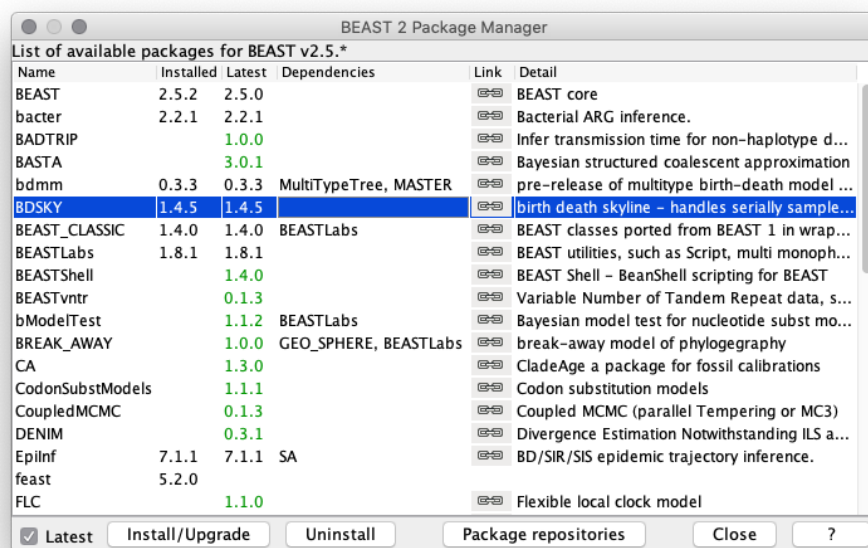 BEAST 2 Package Manager
List of available packages for BEAST v2.5.*
Name Installed Latest Dependencies Link Detail
BEAST 2.5.2 2.5.0 BEAST core
bacter 2.2.1 2.2.1 Bacterial ARG inference.
BADTRIP 1.0.0 Infer transmission time for non-haplotype d...
BASTA 3.0.1 Bayesian structured coalescent approximation
bdmm 0.3.3 0.3.3 MultiTypeTree, MASTER pre-release of multitype birth-death model ...
BDSKY 1.4.5 1.4.5 birth death skyline - handles serially sample...
BEAST_CLASSIC 1.4.0 1.4.0 BEASTLabs BEAST classes ported from BEAST 1 in wrap...
BEASTLabs 1.8.1 1.8.1 BEAST utilities, such as Script, multi monoph...
BEASTShell 1.4.0 BEAST Shell - BeanShell scripting for BEAST
BEASTvntr 0.1.3 Variable Number of Tandem Repeat data, s...
bModelTest 1.1.2 BEASTLabs Bayesian model test for nucleotide subst mo...
BREAK_AWAY 1.0.0 GEO_SPHERE, BEASTLabs break-away model of phylogeography
CA 1.3.0 CladeAge a package for fossil calibrations
CodonSubstModels 1.1.1 Codon substitution models
CoupledMCMC 0.1.3 Coupled MCMC (parallel Tempering or MC3)
DENIM 0.3.1 Divergence Estimation Notwithstanding ILS a...
EpiInf 7.1.1 7.1.1 SA BD/SIR/SIS epidemic trajectory inference.
feast 5.2.0
FLC 1.1.0 Flexible local clock model
Latest Install/Upgrade Uninstall Package repositories Close ?